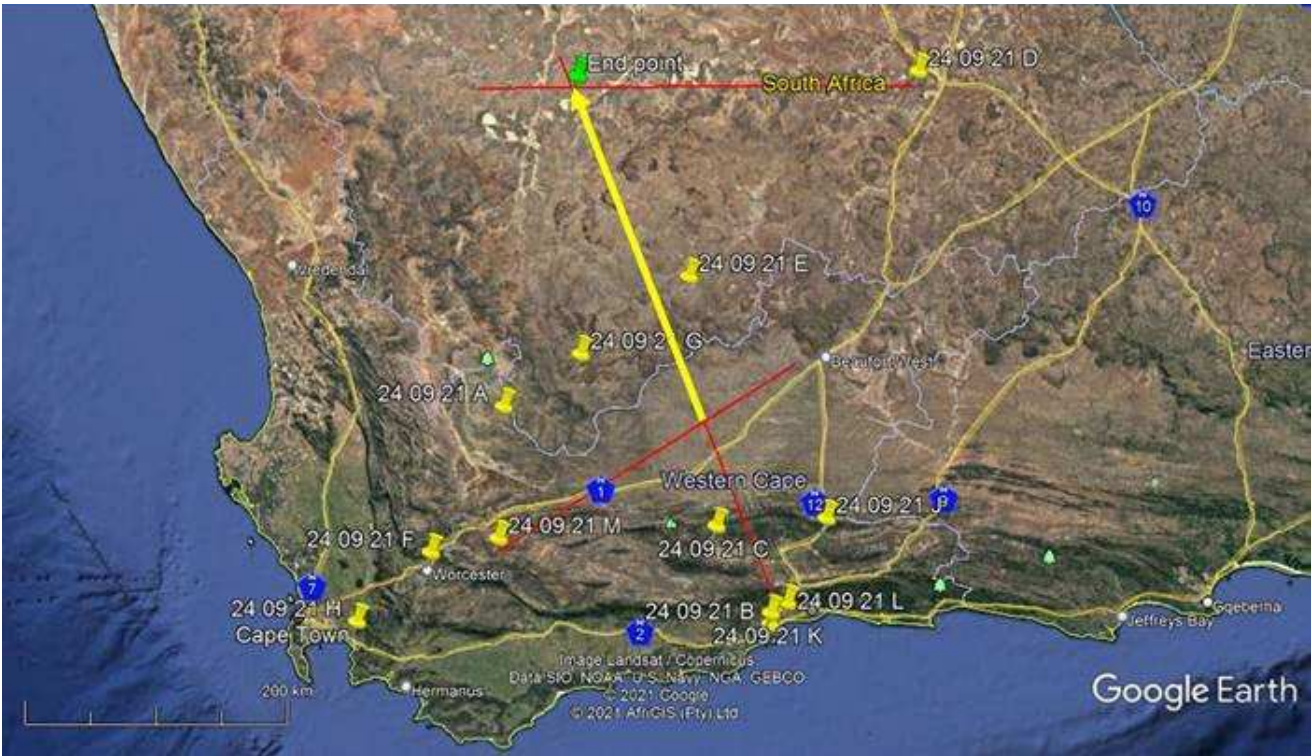 End point
24 09 21 D
South Africa
10
24 09 21 E
Vredendal
24 09 21 G
Beaufort West
Eastern
24 09 21 A
Western Cape
1
12
24 09 21 J
9
24 09 21 M
24 09 21 F
24 09 21 C
Worcester
7
24 09 21 L
24 09 21 H
24 09 21 B
Gqeberha
Cape Town
24 09 21 K
2
Jeffreys Bay
Image Landsat / Copernicus
Data SIO, NOAA, U.S. Navy, NGA, GEBCO
© 2021 Google
© 2021 AfriGIS (Pty) Ltd.
200 km
Hermanus
Google Earth